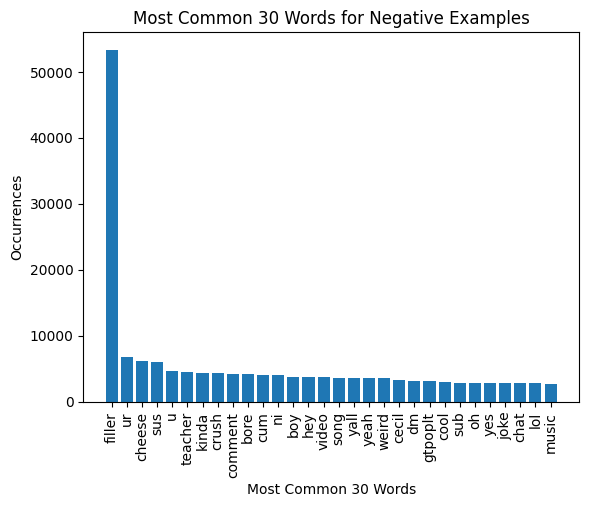 Most Common 30 Words for Negative Examples
Occurrences
50000
40000
30000
20000
10000
0
filler
ur
cheese
sus
u
teacher
kinda
crush
comment
bore
cum
ni
boy
hey
video
song
yall
yeah
weird
cecil
dm
gtpoplt
cool
sub
oh
yes
joke
chat
lol
music
Most Common 30 Words